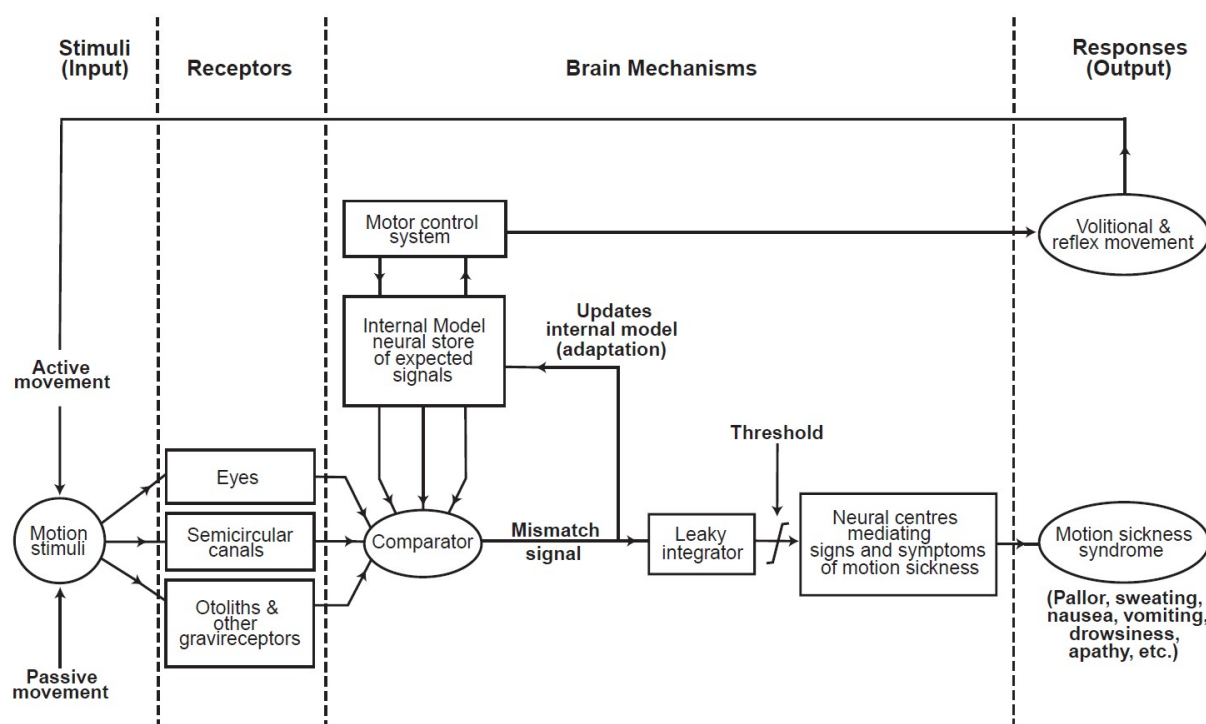 Stimuli
(Input)
Receptors
Brain Mechanisms
Responses
(Output)
Motor control
system
Volitional &
reflex movement
Internal Model
neural store
of expected
signals
Updates
internal model
(adaptation)
Active
movement
Threshold
Eyes
Motion
stimuli
Semicircular
canals
Comparator
Mismatch
signal
Leaky
integrator
Neural centres
mediating
signs and symptoms
of motion sickness
Motion sickness
syndrome
Otoliths &
other
gravireceptors
(Pallor, sweating,
nausea, vomiting,
drowsiness,
apathy, etc.)
Passive
movement